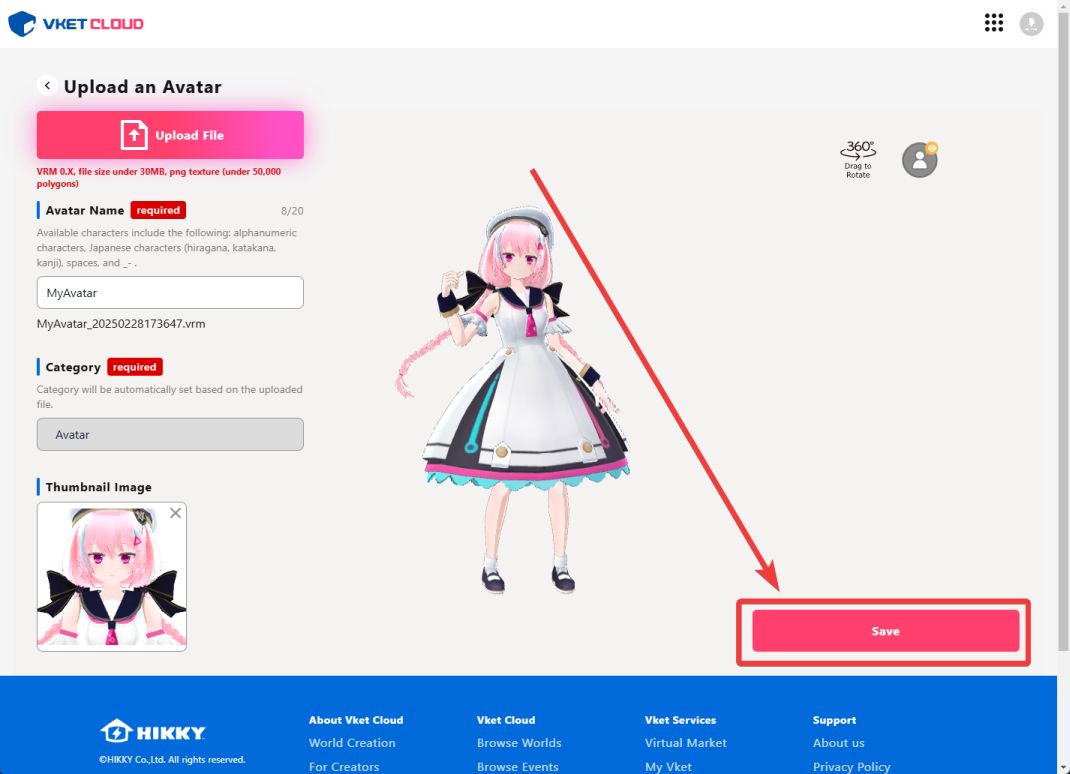 VKET CLOUD
Upload an Avatar
Upload File
VRM 0.X, file size under 30MB, png texture (under 50,000
polygons)
Avatar Name required 8/20
Available characters include the following: alphanumeric
characters, Japanese characters (hiragana, katakana,
kanji), spaces, and _- .
MyAvatar
MyAvatar_20250228173647.vrm
Category required
Category will be automatically set based on the uploaded
file.
Avatar
Thumbnail Image
360°
Drag to
Rotate
Save
HIKKY
©HIKKY Co.,Ltd. All rights reserved.
About Vket Cloud
World Creation
For Creators
Vket Cloud
Browse Worlds
Browse Events
Vket Services
Virtual Market
My Vket
Support
About us
Privacy Policy